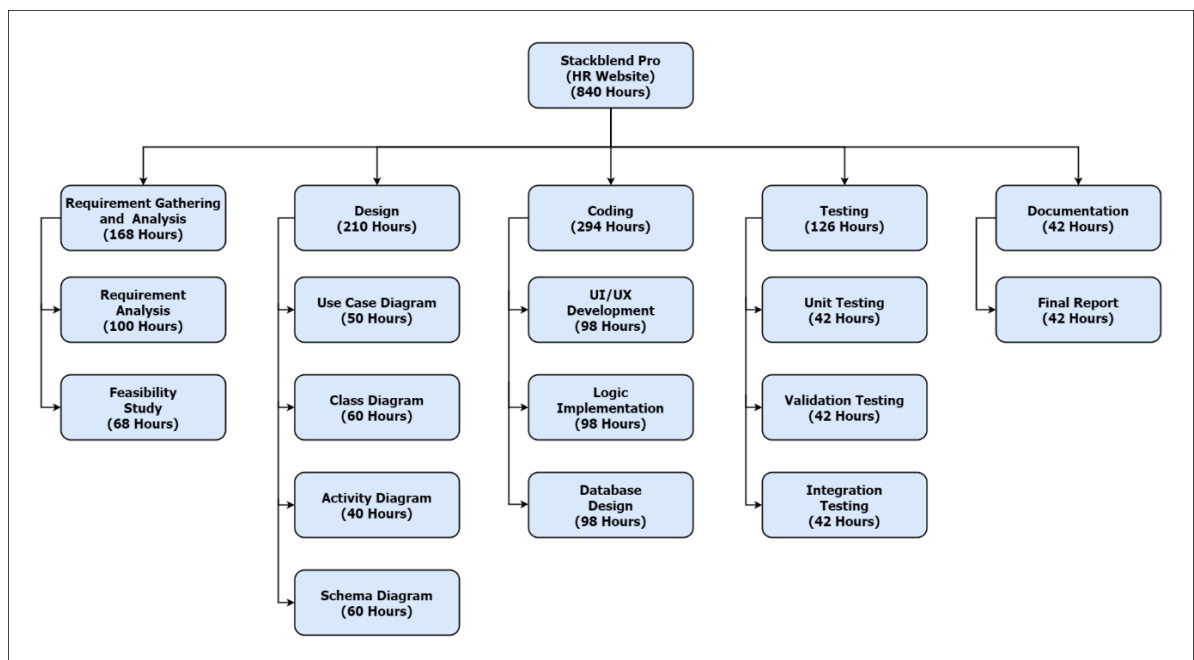 Stackblend Pro
(HR Website)
(840 Hours)
Requirement Gathering
and Analysis
(168 Hours)
Design
(210 Hours)
Coding
(294 Hours)
Testing
(126 Hours)
Documentation
(42 Hours)
Requirement
Analysis
(100 Hours)
Use Case Diagram
(50 Hours)
UI/UX
Development
(98 Hours)
Unit Testing
(42 Hours)
Final Report
(42 Hours)
Feasibility
Study
(68 Hours)
Class Diagram
(60 Hours)
Logic
Implementation
(98 Hours)
Validation Testing
(42 Hours)
Activity Diagram
(40 Hours)
Database
Design
(98 Hours)
Integration
Testing
(42 Hours)
Schema Diagram
(60 Hours)